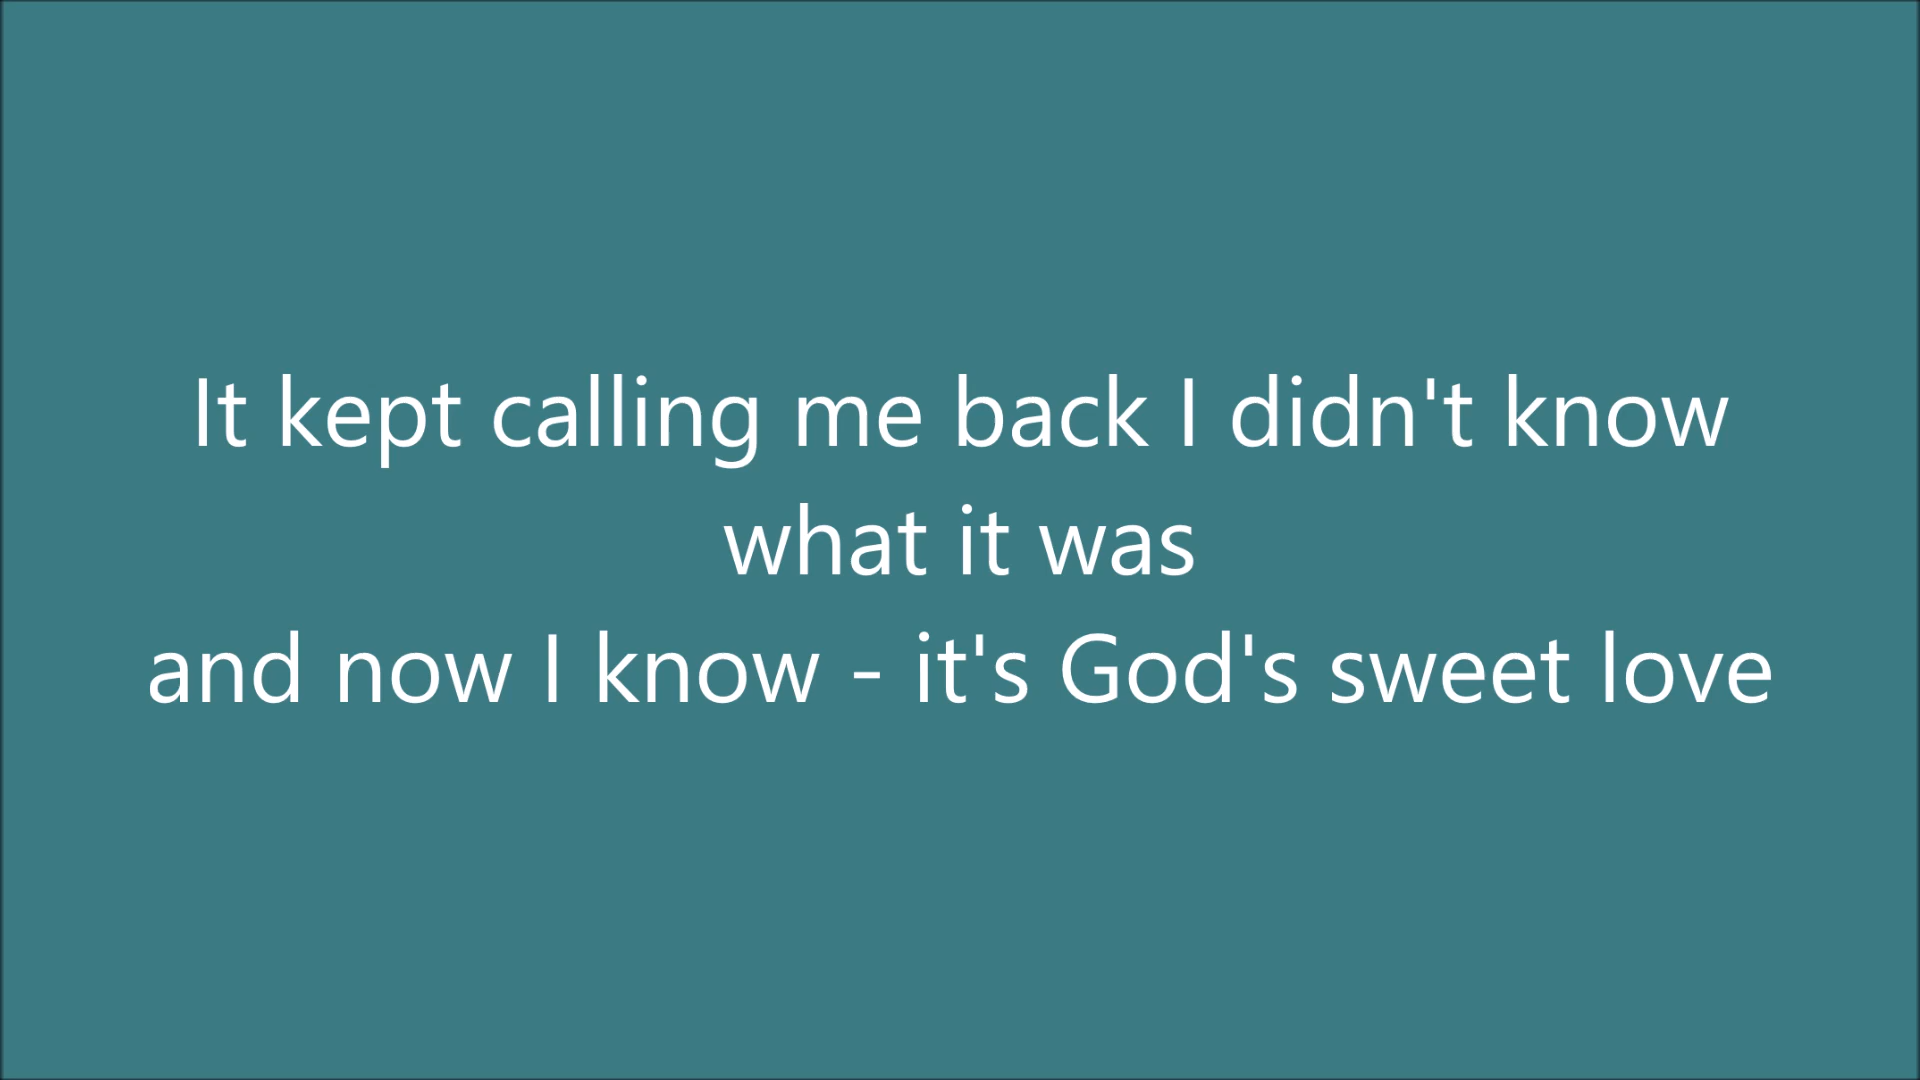 It kept calling me back I didn't know
what it was
and now I know - it's God's sweet love